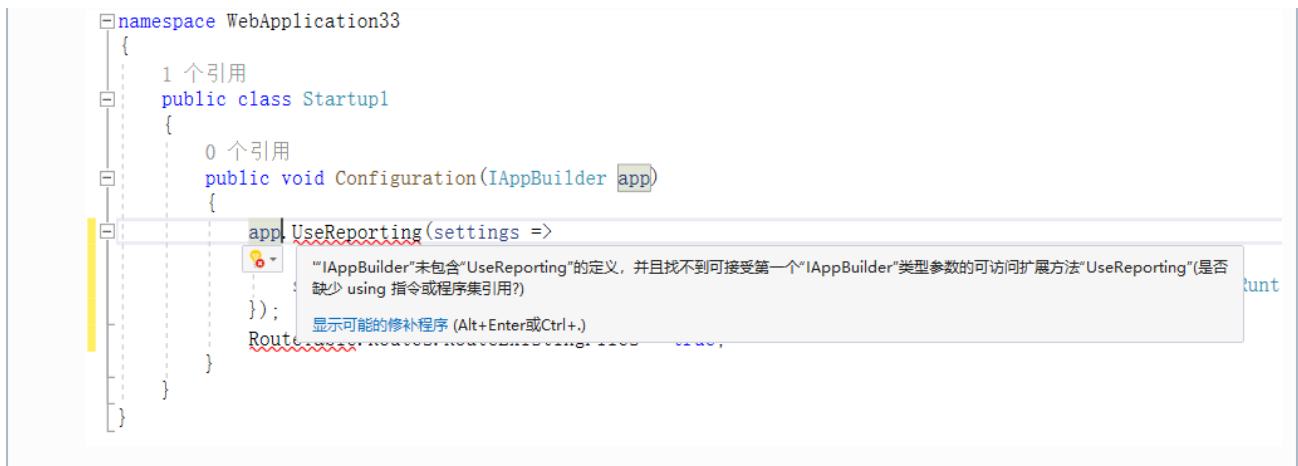 namespace WebApplication33
{
1 个引用
public class Startup1
{
0 个引用
public void Configuration(IAppBuilder app)
{
app.UseReporting(settings =>
"“IAppBuilder”未包含“UseReporting”的定义，并且找不到可接受第一个“IAppBuilder”类型参数的可访问扩展方法“UseReporting”(是否
缺少 using 指令或程序集引用?)
Runt
显示可能的修补程序 (Alt+Enter或Ctrl+.)
});
}
}
}